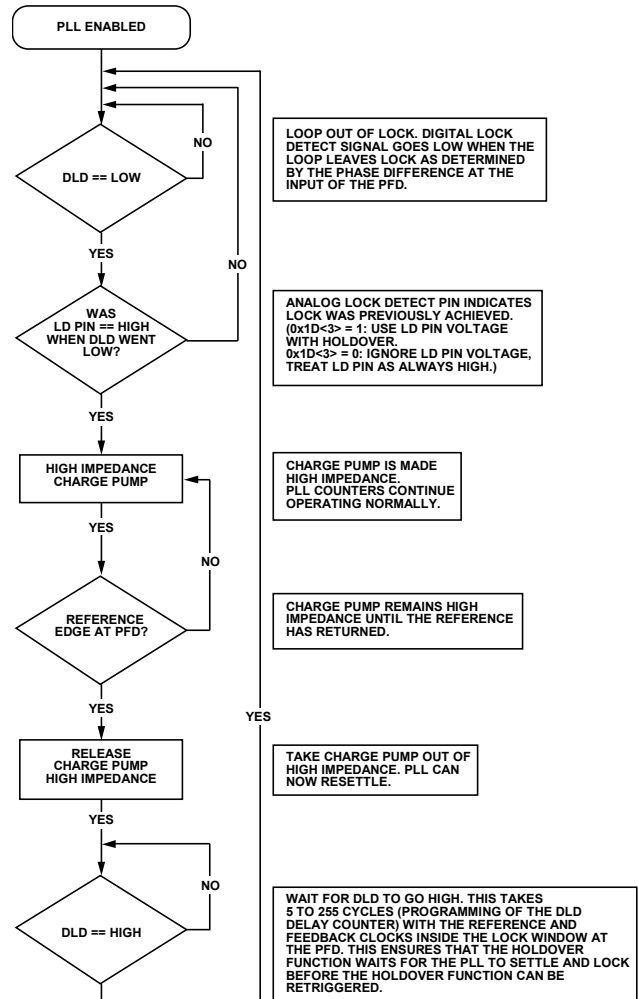 PLL ENABLED
NO
DLD == LOW
LOOP OUT OF LOCK. DIGITAL LOCK
DETECT SIGNAL GOES LOW WHEN THE
LOOP LEAVES LOCK AS DETERMINED
BY THE PHASE DIFFERENCE AT THE
INPUT OF THE PFD.
YES
NO
WAS
LD PIN == HIGH
WHEN DLD WENT
LOW?
ANALOG LOCK DETECT PIN INDICATES
LOCK WAS PREVIOUSLY ACHIEVED.
(0x1D<3> = 1: USE LD PIN VOLTAGE
WITH HOLDOVER.
0x1D<3> = 0: IGNORE LD PIN VOLTAGE,
TREAT LD PIN AS ALWAYS HIGH.)
YES
HIGH IMPEDANCE
CHARGE PUMP
CHARGE PUMP IS MADE
HIGH IMPEDANCE.
PLL COUNTERS CONTINUE
OPERATING NORMALLY.
YES
NO
REFERENCE
EDGE AT PFD?
CHARGE PUMP REMAINS HIGH
IMPEDANCE UNTIL THE REFERENCE
HAS RETURNED.
YES
YES
RELEASE
CHARGE PUMP
HIGH IMPEDANCE
TAKE CHARGE PUMP OUT OF
HIGH IMPEDANCE. PLL CAN
NOW RESETTLE.
YES
NO
DLD == HIGH
WAIT FOR DLD TO GO HIGH. THIS TAKES
5 TO 255 CYCLES (PROGRAMMING OF THE DLD
DELAY COUNTER) WITH THE REFERENCE AND
FEEDBACK CLOCKS INSIDE THE LOCK WINDOW AT
THE PFD. THIS ENSURES THAT THE HOLDOVER
FUNCTION WAITS FOR THE PLL TO SETTLE AND LOCK
BEFORE THE HOLDOVER FUNCTION CAN BE
RETRIGGERED.